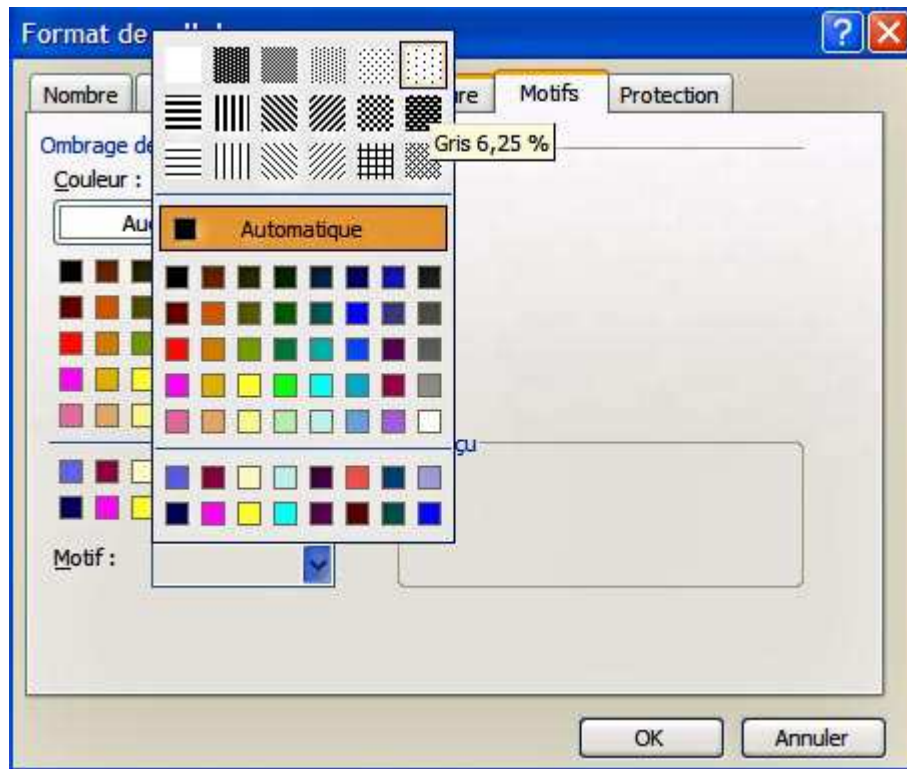 Format de
Nombre
re
Motifs
Protection
Ombrage de
Gris 6,25 %
Couleur :
Au
Automatique
çu
Motif :
OK
Annuler